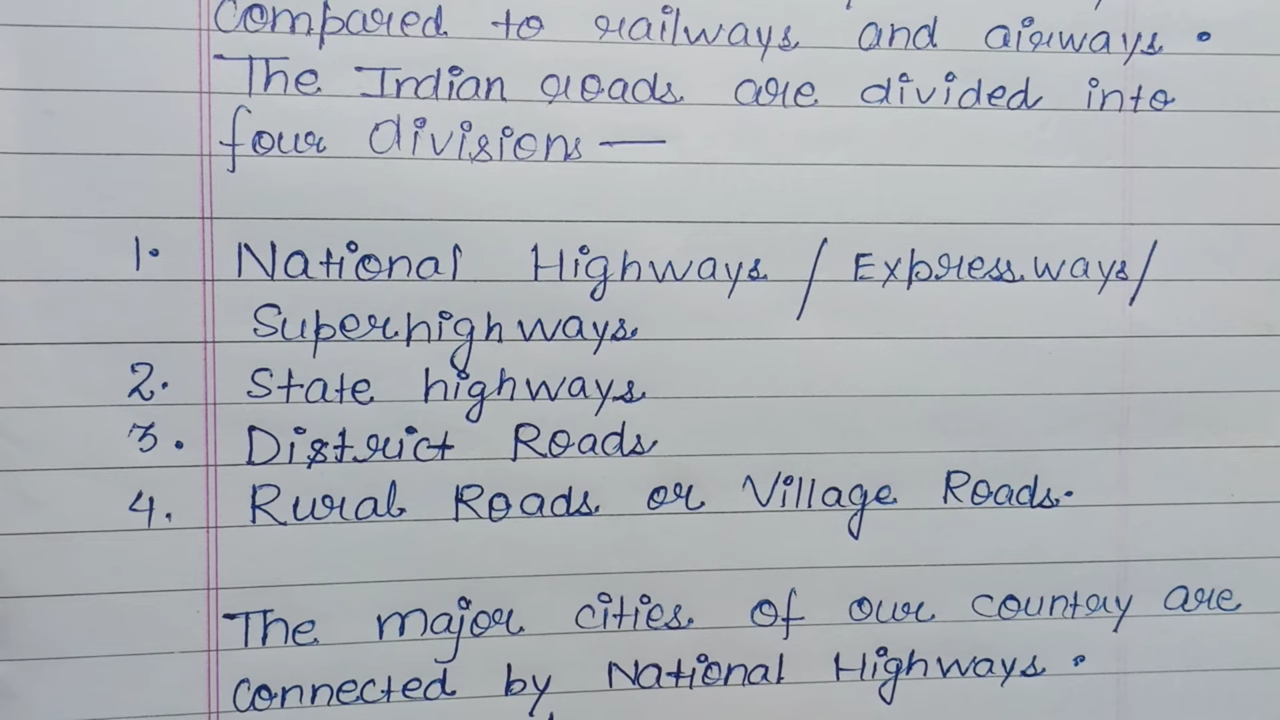 Compared to railways and airways.
The Indian roads are divided into
four divisions —
1. National Highways / Expressways /
Superhighways
2. State highways
3. District Roads
4. Rural Roads or Village Roads.
The major cities of our country are
connected by National Highways.